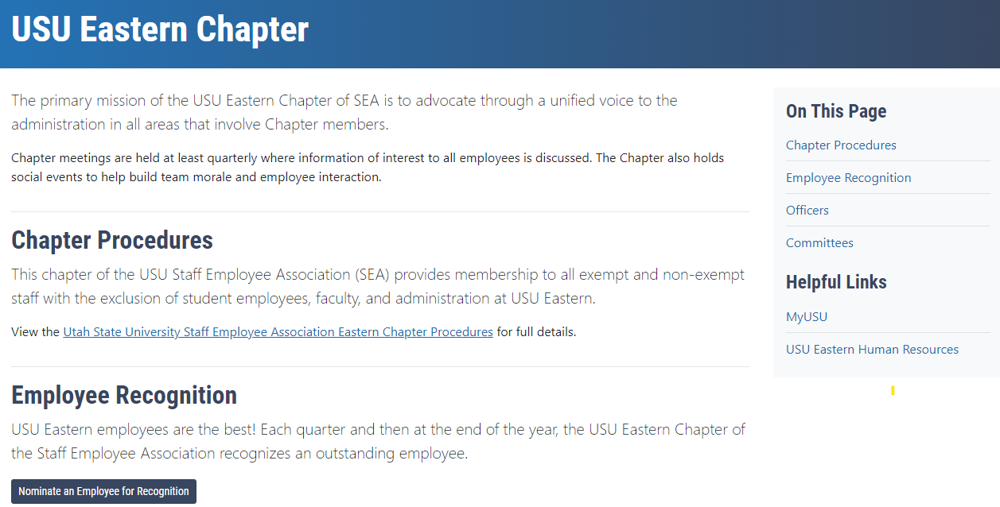 USU Eastern Chapter
The primary mission of the USU Eastern Chapter of SEA is to advocate through a unified voice to the
administration in all areas that involve Chapter members.
Chapter meetings are held at least quarterly where information of interest to all employees is discussed. The Chapter also holds
social events to help build team morale and employee interaction.
Chapter Procedures
This chapter of the USU Staff Employee Association (SEA) provides membership to all exempt and non-exempt
staff with the exclusion of student employees, faculty, and administration at USU Eastern.
View the Utah State University Staff Employee Association Eastern Chapter Procedures for full details.
Employee Recognition
USU Eastern employees are the best! Each quarter and then at the end of the year, the USU Eastern Chapter of
the Staff Employee Association recognizes an outstanding employee.
Nominate an Employee for Recognition
On This Page
Chapter Procedures
Employee Recognition
Officers
Committees
Helpful Links
MyUSU
USU Eastern Human Resources